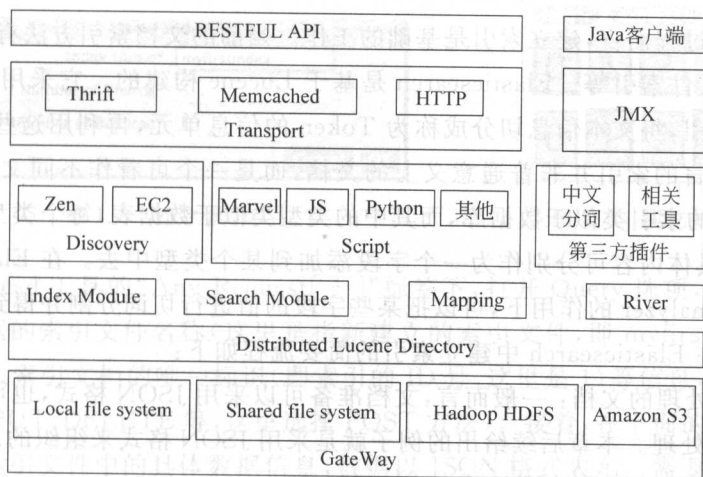 RESTFUL API
Java客户端
Thrift
Memcached
HTTP
Transport
JMX
Zen
EC2
Discovery
Marvel
JS
Python
其他
Script
中文
分词
相关
工具
第三方插件
Index Module
Search Module
Mapping
River
Distributed Lucene Directory
Local file system
Shared file system
Hadoop HDFS
Amazon S3
GateWay